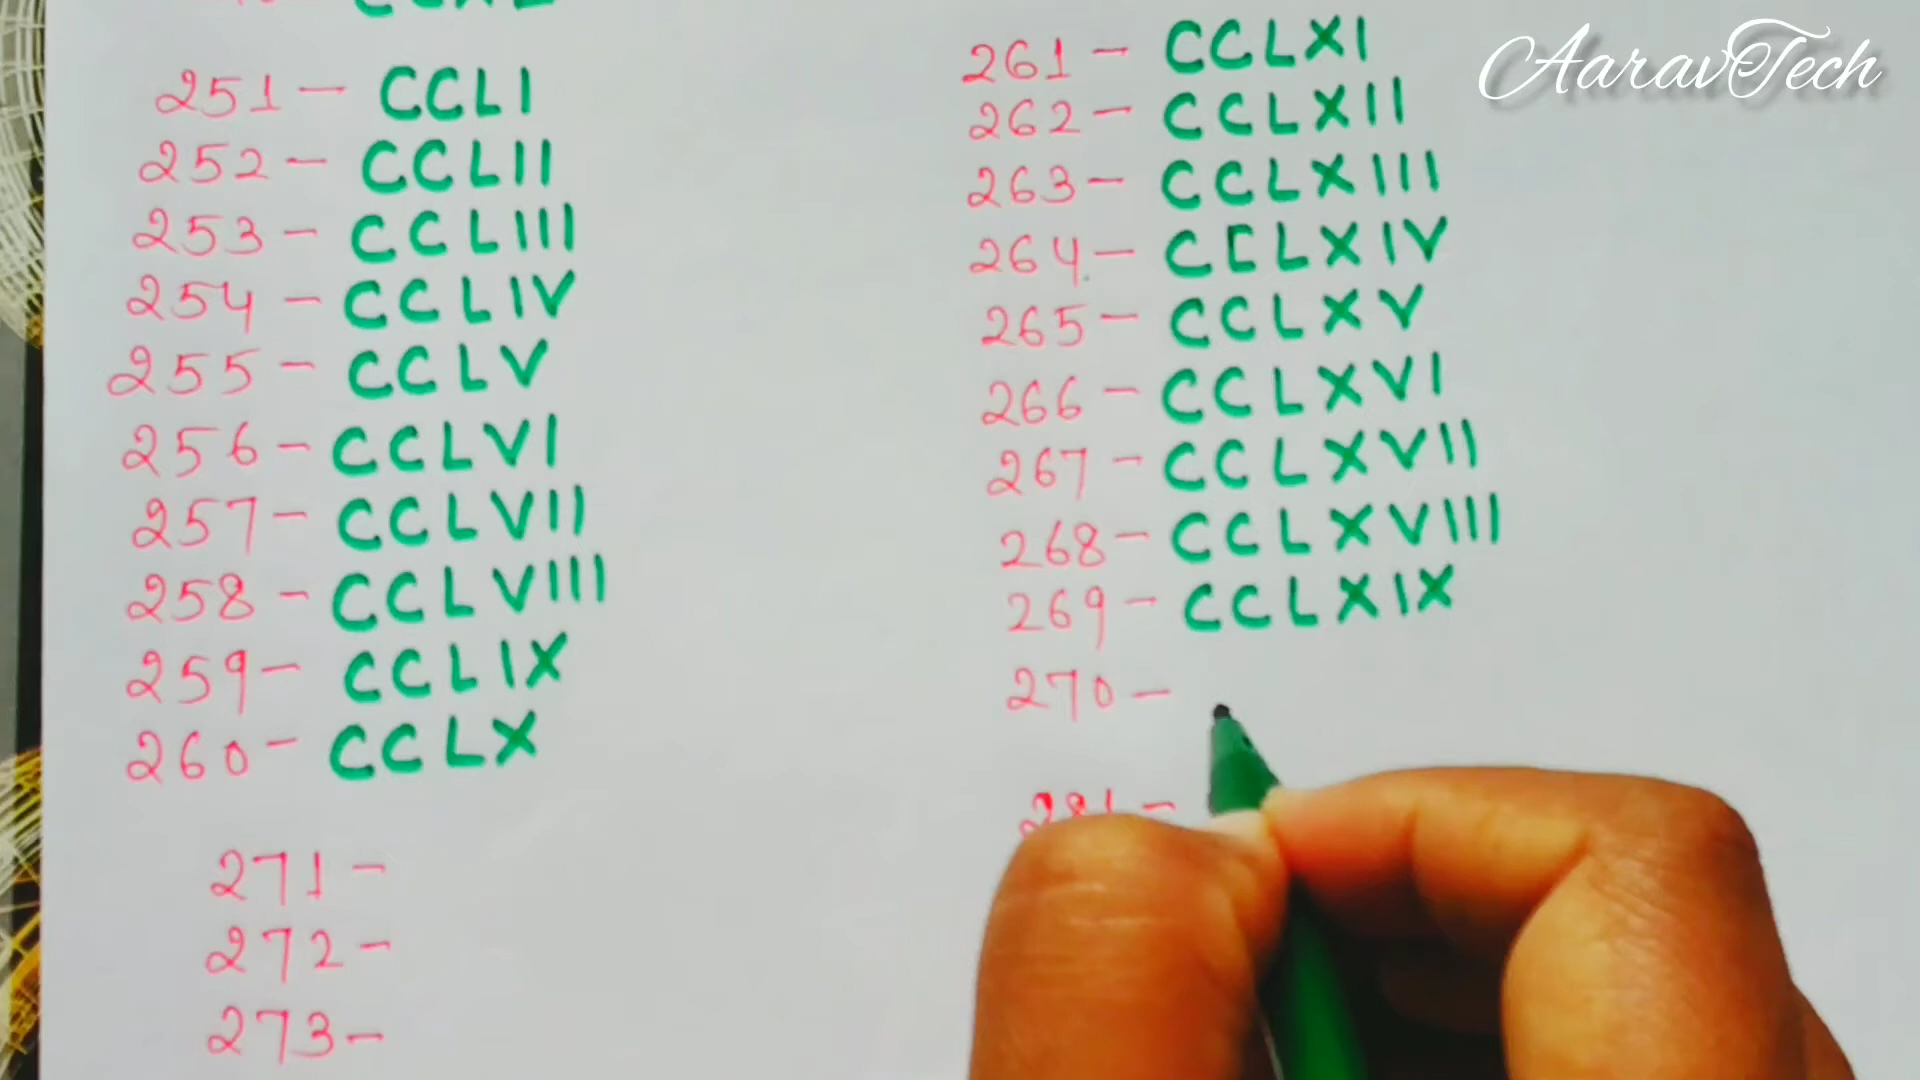 251 - CCLI
252 - CCLII
253 - CCLIII
254 - CCLIV
255 - CCLV
256 - CCLVI
257 - CCLVII
258 - CCLVIII
259 - CCLIX
260 - CCLX
271 -
272 -
273 -
AaravTech
261 - CCLXI
262 - CCLXII
263 - CCLXIII
264 - CCLXIV
265 - CCLXV
266 - CCLXVI
267 - CCLXVII
268 - CCLXVIII
269 - CCLXIX
270 -
281 -